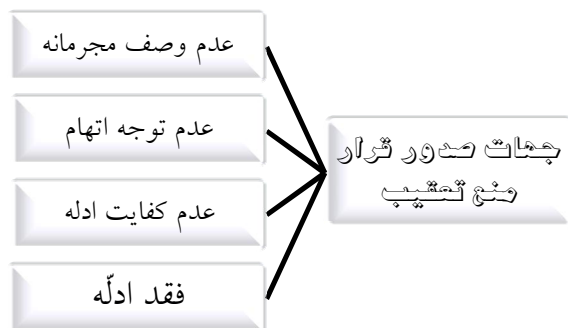 جهات صدور قرار
منع تعقیب
عدم وصف مجرمانه
عدم توجه اتهام
عدم کفایت ادله
فقد ادلّه